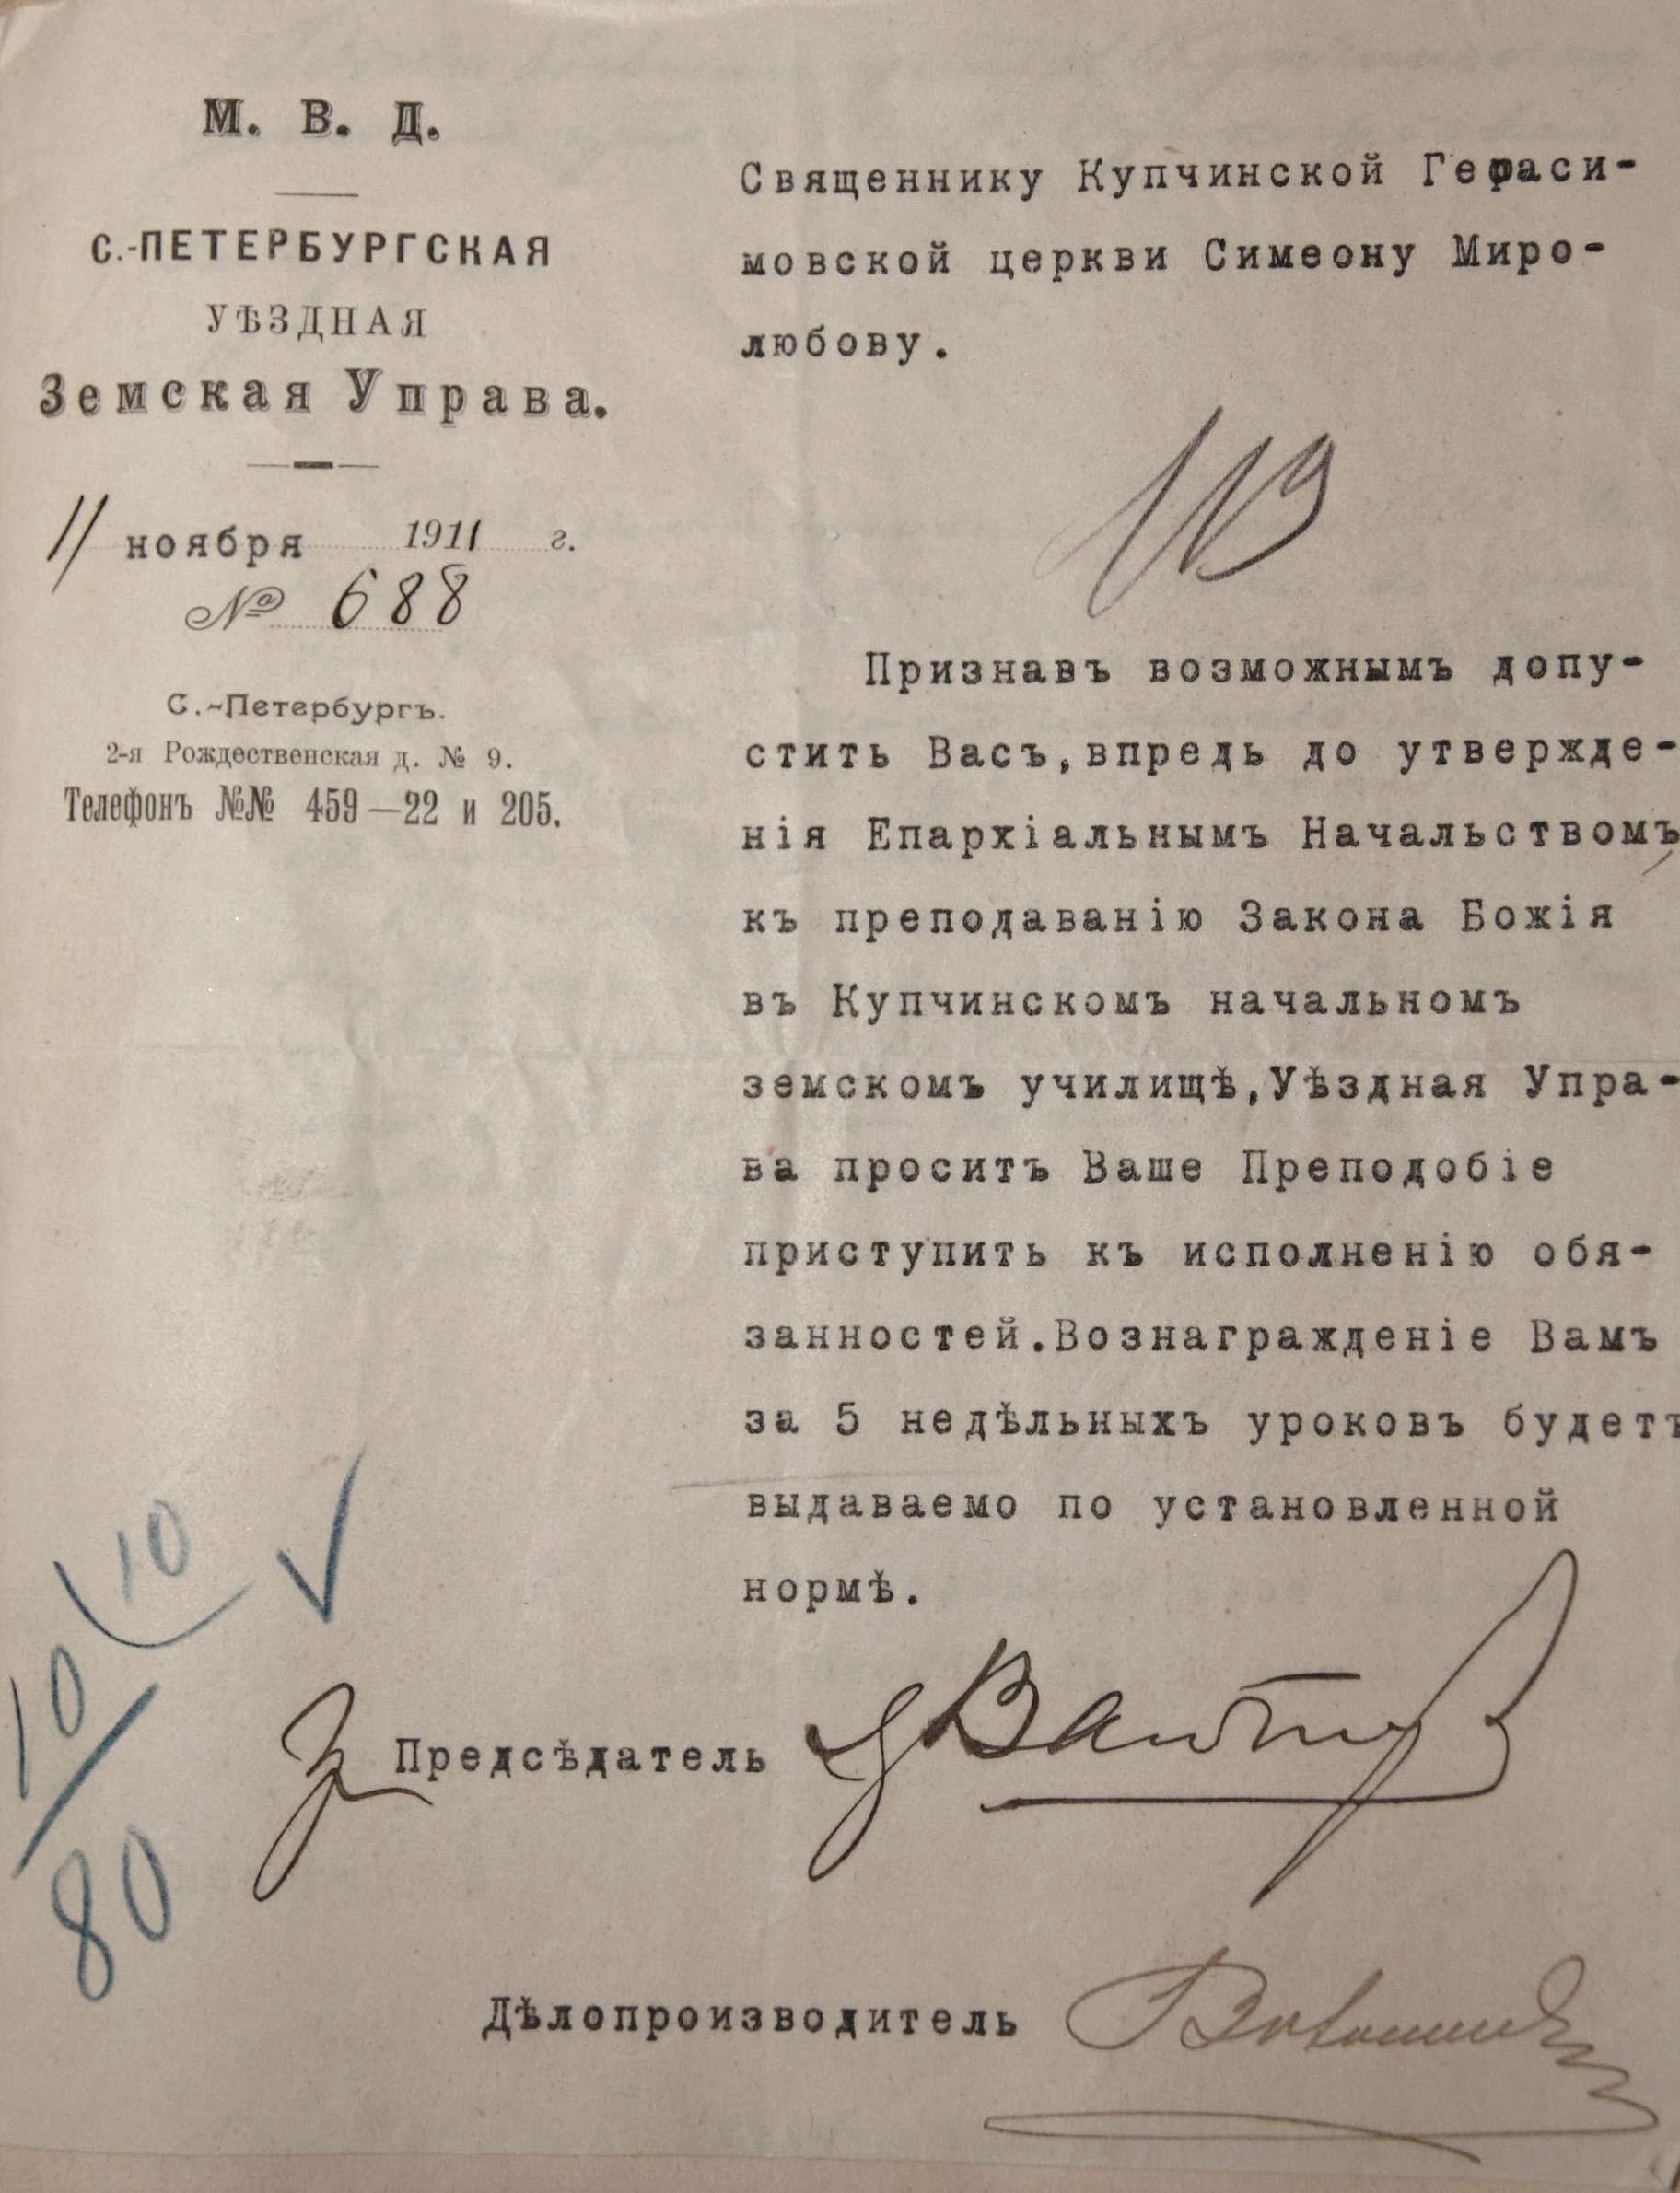 М. В. Д.
С.-ПЕТЕРБУРГСКАЯ
УѢЗДНАЯ
Земская Управа.
11 ноября 1911 г.
№ 688
С.-Петербургъ.
2-я Рождественская д. № 9.
Телефонъ №№ 459—22 и 205.
Священнику Купчинской Гераси-
мовской церкви Симеону Миро-
любову.
Признавъ возможнымъ допу-
стить Васъ,впредь до утвержде-
нія Епархіальнымъ Начальствомъ,
къ преподаванію Закона Божія
въ Купчинскомъ начальномъ
земскомъ училищѣ,Уѣздная Упра-
ва проситъ Ваше Преподобіе
приступить къ исполненію обя-
занностей.Вознагражденіе Вамъ
за 5 недѣльныхъ уроковъ будетъ
выдаваемо по установленной
нормѣ.
10
10
80
За Предсѣдатель
Дѣлопроизводитель